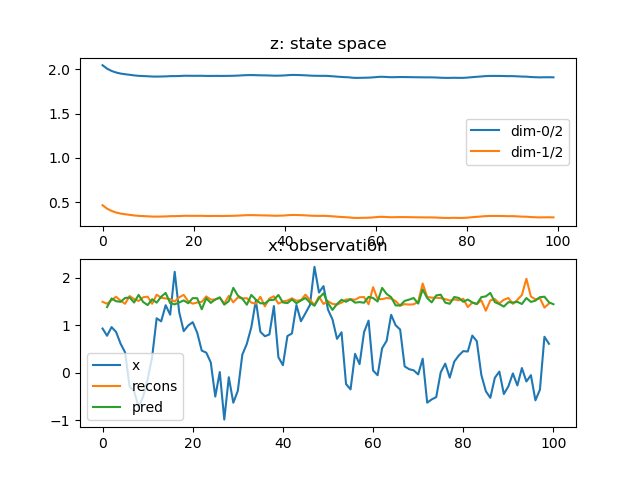 z: state space
2.0
1.5
1.0
0.5
dim-0/2
dim-1/2
0 20 40 60 80 100
x: observation
2
1
0
−1
x
recons
pred
0 20 40 60 80 100